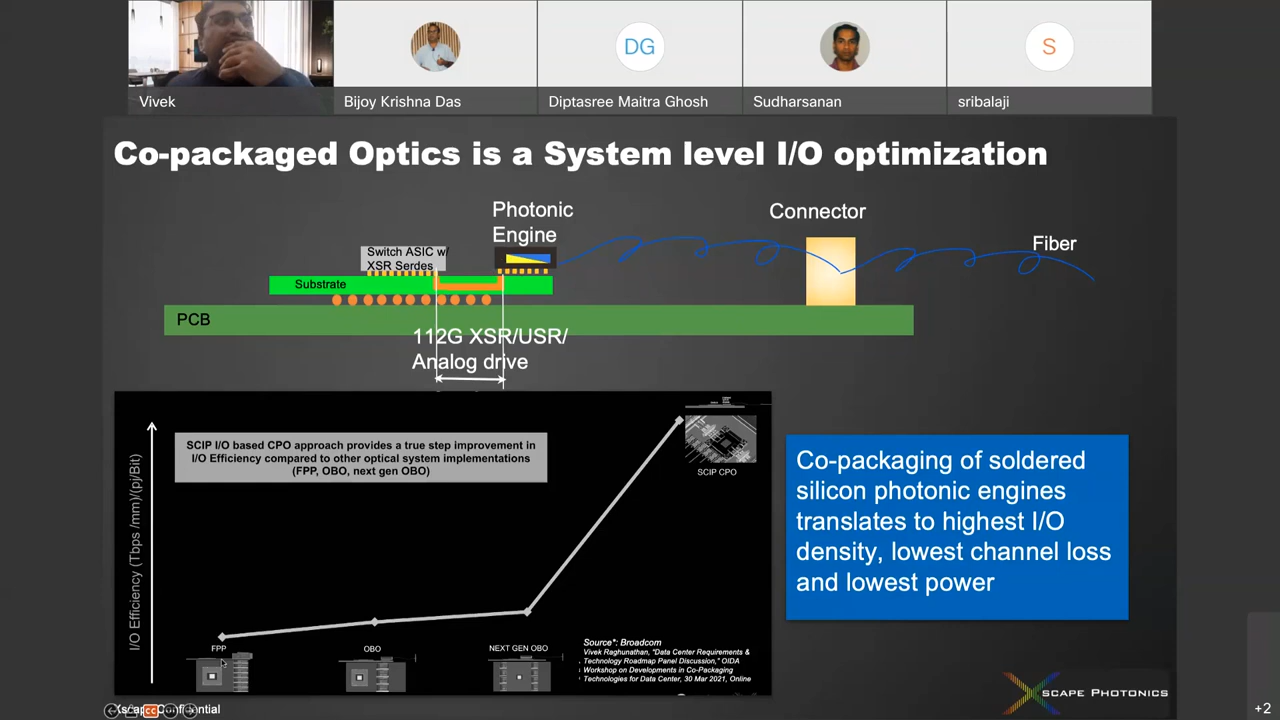 Vivek
Bijoy Krishna Das
DG
Diptasree Maitra Ghosh
Sudharsanan
S
sribalaji
Co-packaged Optics is a System level I/O optimization
Photonic
Engine
Connector
Fiber
Switch ASIC w/
XSR Serdes
Substrate
PCB
112G XSR/USR/
Analog drive
I/O Efficiency (Tbps /mm)/(pj/Bit)
SCIP I/O based CPO approach provides a true step improvement in
I/O Efficiency compared to other optical system implementations
(FPP, OBO, next gen OBO)
SCIP CPO
FPP
OBO
NEXT GEN OBO
Source*: Broadcom
Vivek Raghunathan, "Data Center Requirements &
Technology Roadmap Panel Discussion," OIDA
Workshop on Developments in Co-Packaging
Technologies for Data Center, 30 Mar 2021, Online
Co-packaging of soldered
silicon photonic engines
translates to highest I/O
density, lowest channel loss
and lowest power
XSCAPE PHOTONICS
Xscape Confidential
+2